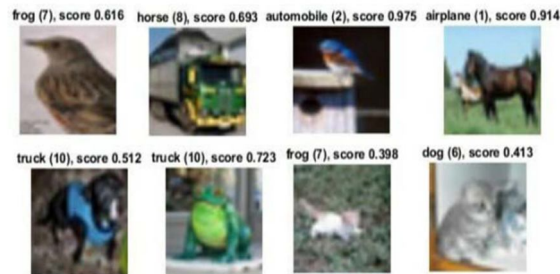 frog (7), score 0.616 horse (8), score 0.693 automobile (2), score 0.975 airplane (1), score 0.914
truck (10), score 0.512 truck (10), score 0.723 frog (7), score 0.398 dog (6), score 0.413